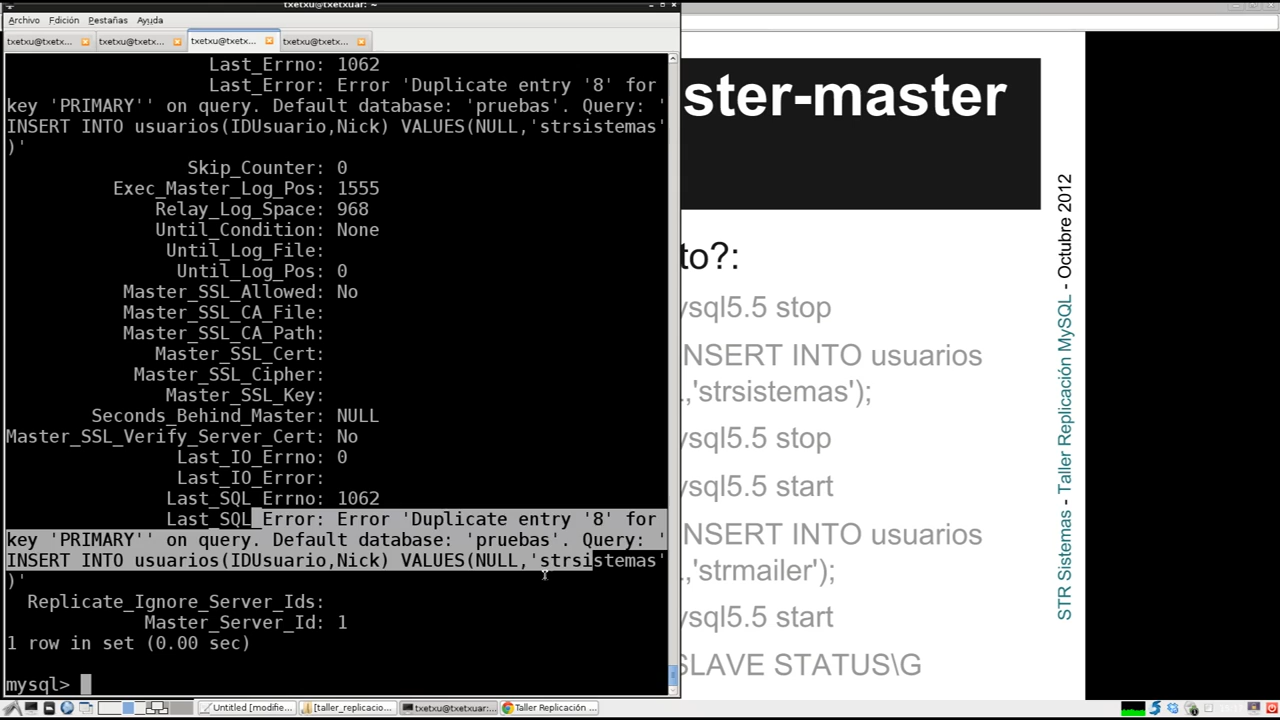 txetxu@txetxuar: ~
Archivo Edición Pestañas Ayuda
txetxu@txetx... txetxu@txetx... txetxu@txetx... txetxu@txetx...
Last_Errno: 1062
Last_Error: Error 'Duplicate entry '8' for
key 'PRIMARY'' on query. Default database: 'pruebas'. Query: '
INSERT INTO usuarios(IDUsuario,Nick) VALUES(NULL,'strsistemas'
)'
Skip_Counter: 0
Exec_Master_Log_Pos: 1555
Relay_Log_Space: 968
Until_Condition: None
Until_Log_File:
Until_Log_Pos: 0
Master_SSL_Allowed: No
Master_SSL_CA_File:
Master_SSL_CA_Path:
Master_SSL_Cert:
Master_SSL_Cipher:
Master_SSL_Key:
Seconds_Behind_Master: NULL
Master_SSL_Verify_Server_Cert: No
Last_IO_Errno: 0
Last_IO_Error:
Last_SQL_Errno: 1062
Last_SQL_Error: Error 'Duplicate entry '8' for
key 'PRIMARY'' on query. Default database: 'pruebas'. Query: '
INSERT INTO usuarios(IDUsuario,Nick) VALUES(NULL,'strsistemas'
)'
Replicate_Ignore_Server_Ids:
Master_Server_Id: 1
1 row in set (0.00 sec)
mysql>
ster-master
to?:
ysql5.5 stop
INSERT INTO usuarios
L,'strsistemas');
ysql5.5 stop
ysql5.5 start
INSERT INTO usuarios
L,'strmailer');
ysql5.5 start
SLAVE STATUS\G
STR Sistemas - Taller Replicación MySQL - Octubre 2012
Untitled [modifie... [taller_replicacio... txetxu@txetxuar:... Taller Replicación ...